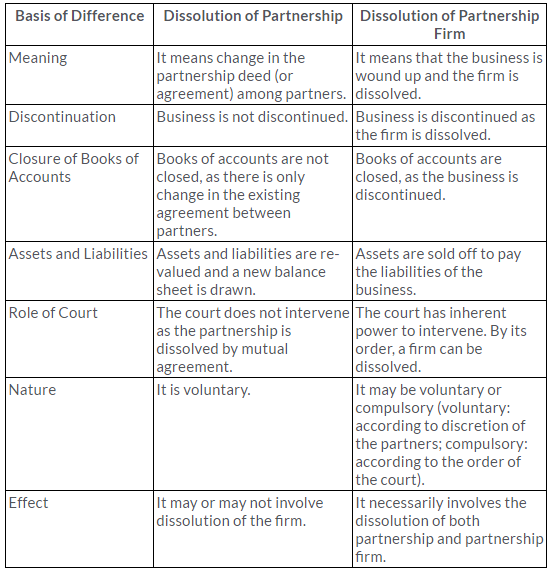 Basis of Difference
Dissolution of Partnership
Dissolution of Partnership
Firm
Meaning
It means change in the
partnership deed (or
agreement) among partners.
It means that the business is
wound up and the firm is
dissolved.
Discontinuation
Business is not discontinued.
Business is discontinued as
the firm is dissolved.
Closure of Books of
Accounts
Books of accounts are not
closed, as there is only
change in the existing
agreement between
partners.
Books of accounts are
closed, as the business is
discontinued.
Assets and Liabilities
Assets and liabilities are re-
valued and a new balance
sheet is drawn.
Assets are sold off to pay
the liabilities of the
business.
Role of Court
The court does not intervene
as the partnership is
dissolved by mutual
agreement.
The court has inherent
power to intervene. By its
order, a firm can be
dissolved.
Nature
It is voluntary.
It may be voluntary or
compulsory (voluntary:
according to discretion of
the partners; compulsory:
according to the order of
the court).
Effect
It may or may not involve
dissolution of the firm.
It necessarily involves the
dissolution of both
partnership and partnership
firm.